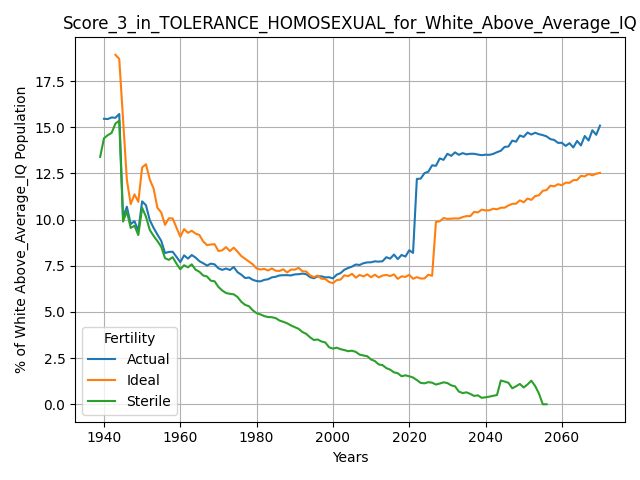 Score_3_in_TOLERANCE_HOMOSEXUAL_for_White_Above_Average_IQ
% of White Above_Average_IQ Population
17.5
15.0
12.5
10.0
7.5
5.0
2.5
0.0
Fertility
Actual
Ideal
Sterile
1940 1960 1980 2000 2020 2040 2060
Years